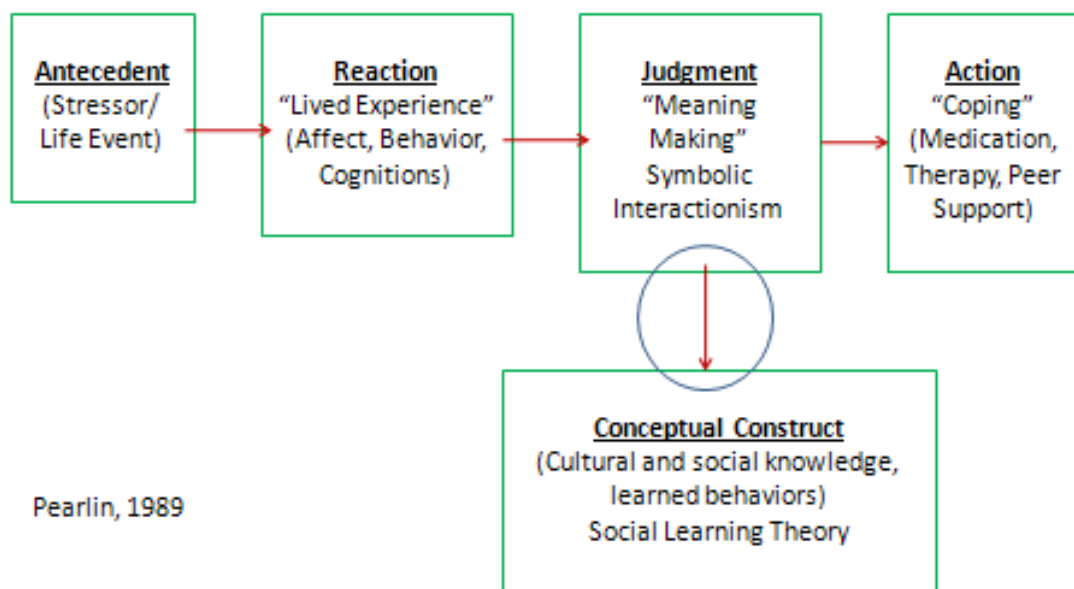 Antecedent
(Stressor/
Life Event)
Reaction
“Lived Experience”
(Affect, Behavior,
Cognitions)
Judgment
“Meaning
Making”
Symbolic
Interactionism
Action
“Coping”
(Medication,
Therapy, Peer
Support)
Conceptual Construct
(Cultural and social knowledge,
learned behaviors)
Social Learning Theory
Pearlin, 1989